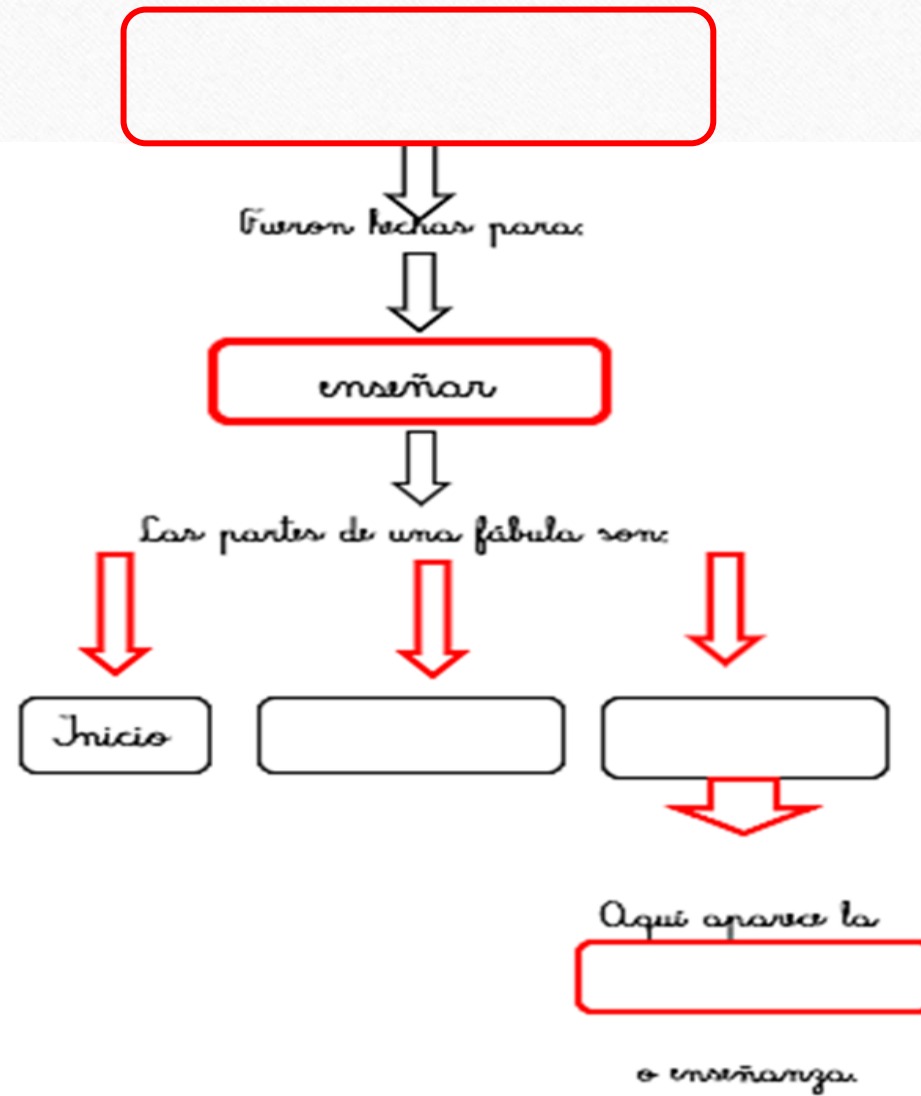 Fueron hechas para:
enseñar
Las partes de una fábula son:
Inicio
Aquí aparece la
o enseñanza.